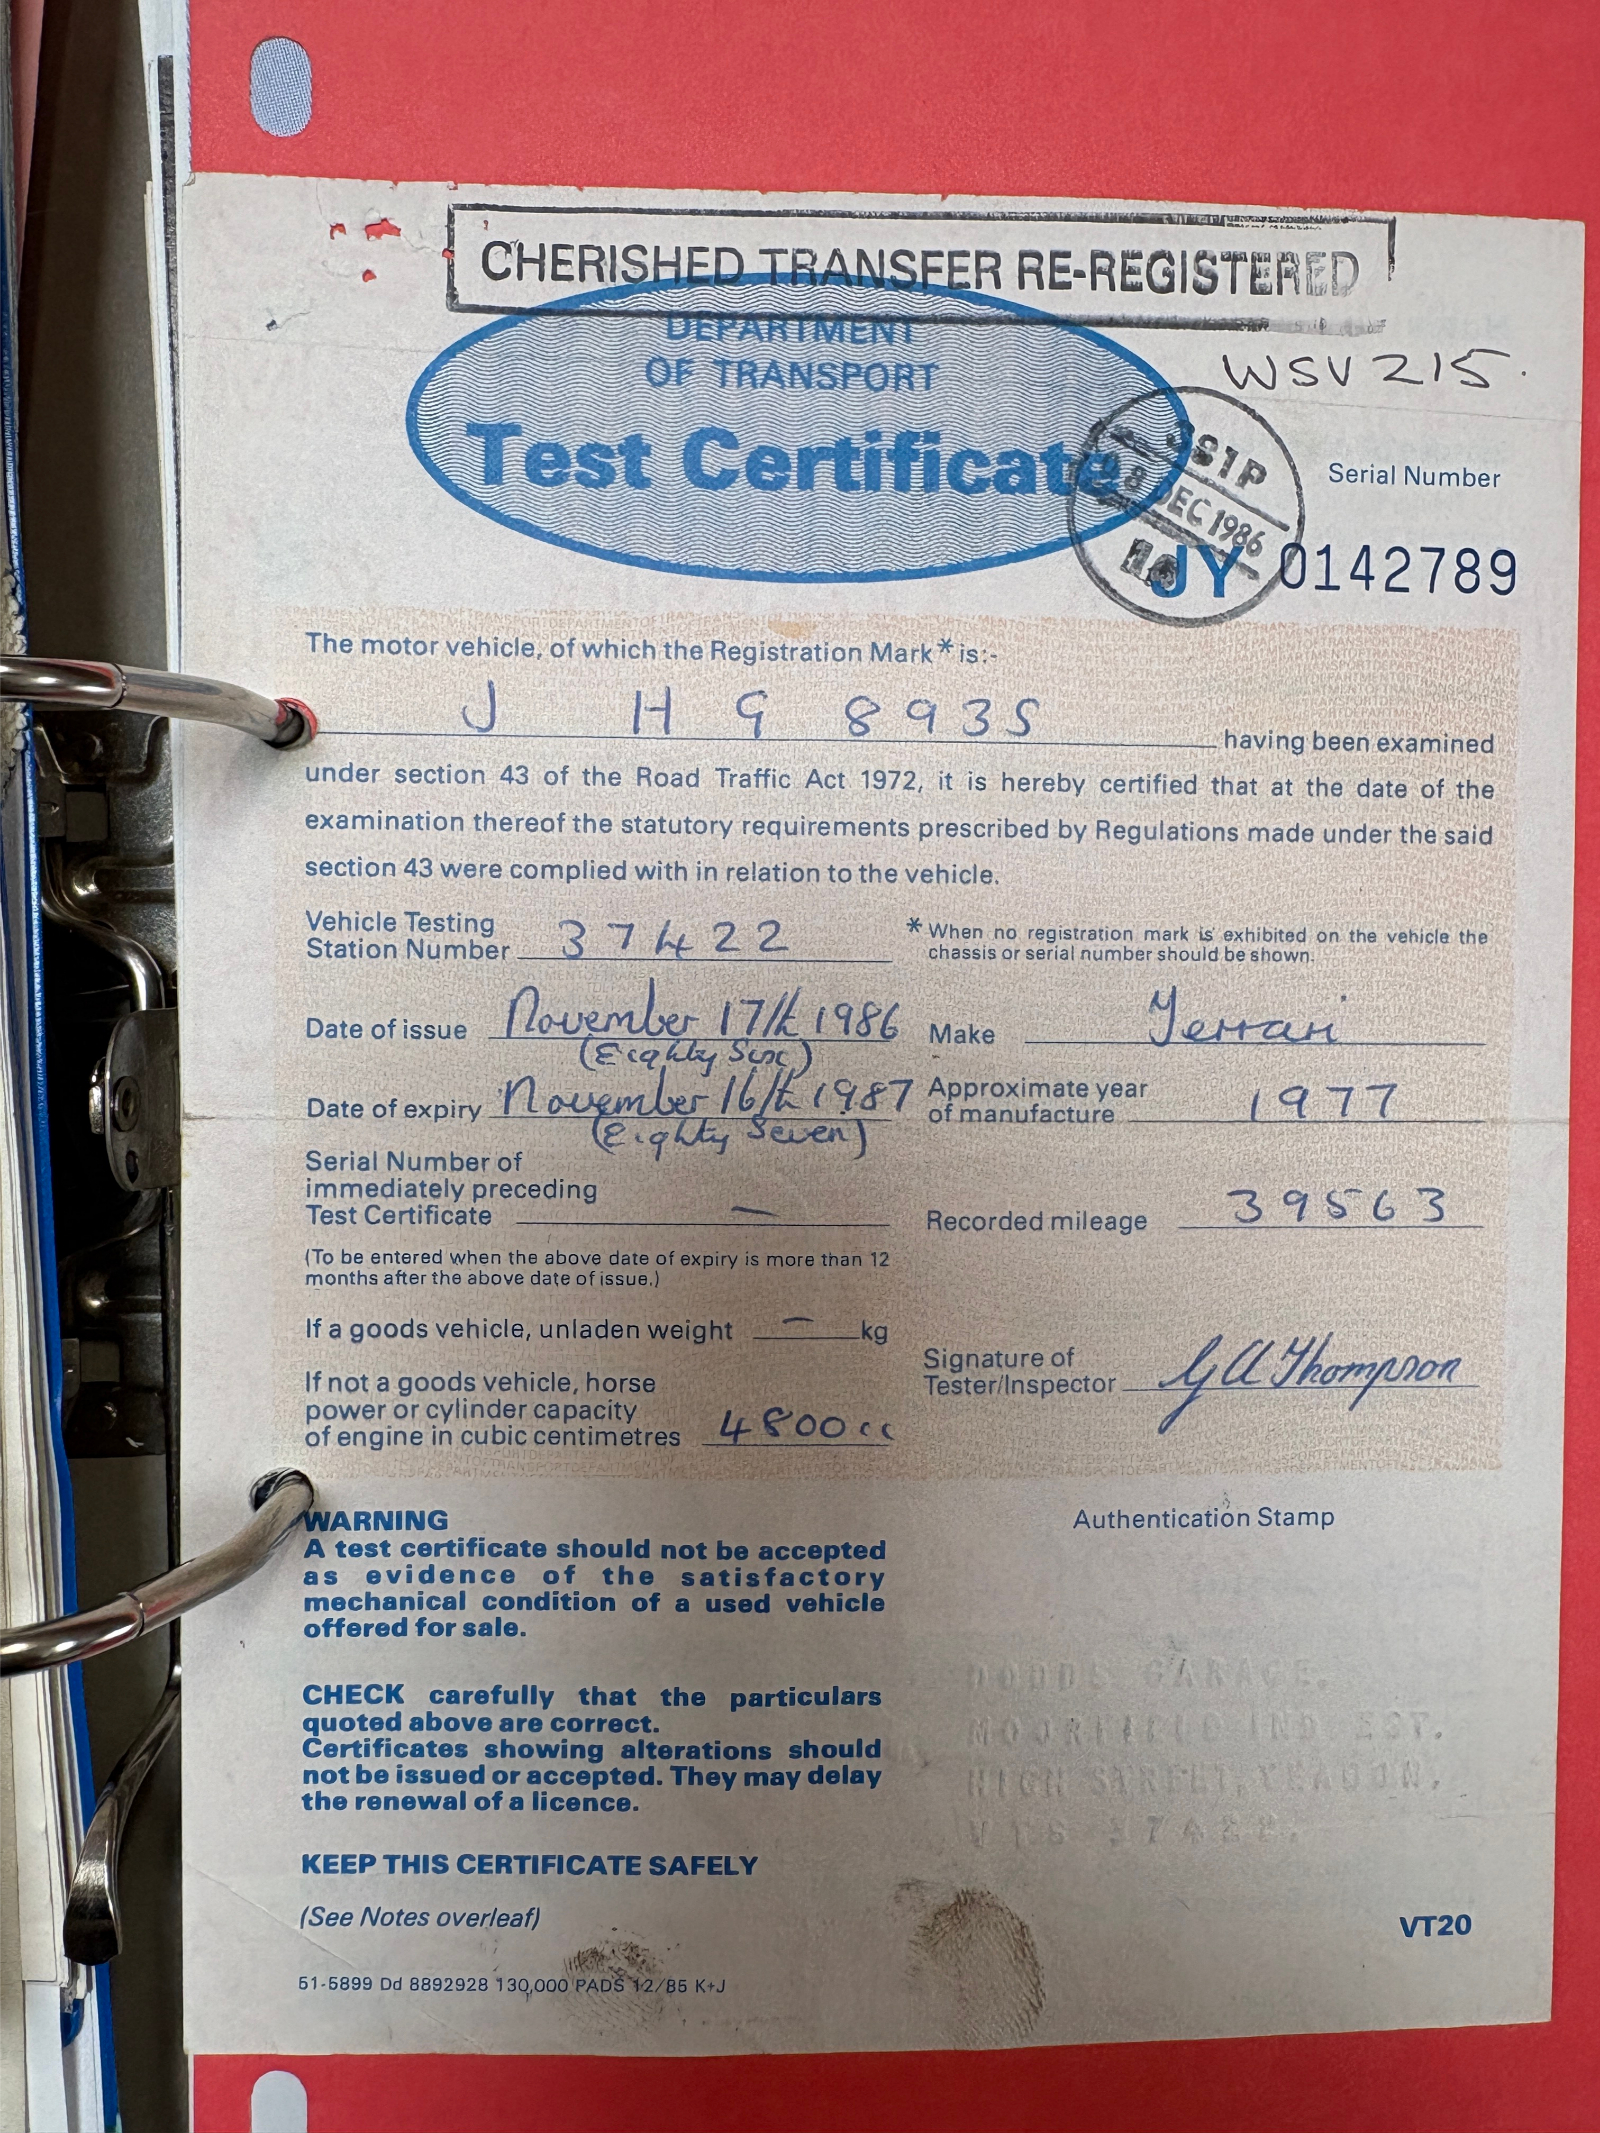 CHERISHED TRANSFER RE-REGISTERED
DEPARTMENT
OF TRANSPORT
WSV 215.
Test Certificate
JS1P
8 DEC 1986
Serial Number
JY 0142789
The motor vehicle, of which the Registration Mark* is:-
J H G 893S having been examined
under section 43 of the Road Traffic Act 1972, it is hereby certified that at the date of the
examination thereof the statutory requirements prescribed by Regulations made under the said
section 43 were complied with in relation to the vehicle.
Vehicle Testing
Station Number 37422
* When no registration mark is exhibited on the vehicle the
chassis or serial number should be shown.
Date of issue November 17th 1986
(Eighty Six)
Make Ferrari
Date of expiry November 16th 1987
(Eighty Seven)
Approximate year
of manufacture 1977
Serial Number of
immediately preceding
Test Certificate —
Recorded mileage 39563
(To be entered when the above date of expiry is more than 12
months after the above date of issue.)
If a goods vehicle, unladen weight — kg
Signature of
Tester/Inspector G A Thompson
If not a goods vehicle, horse
power or cylinder capacity
of engine in cubic centimetres 4800cc
WARNING
A test certificate should not be accepted
as evidence of the satisfactory
mechanical condition of a used vehicle
offered for sale.
Authentication Stamp
CHECK carefully that the particulars
quoted above are correct.
Certificates showing alterations should
not be issued or accepted. They may delay
the renewal of a licence.
GARAGE.
MOORFIELD IND EST.
HIGH STREET, YEADON.
VTS 37422.
KEEP THIS CERTIFICATE SAFELY
(See Notes overleaf)
VT20
51-5899 Dd 8892928 130,000 PADS 12/85 K+J